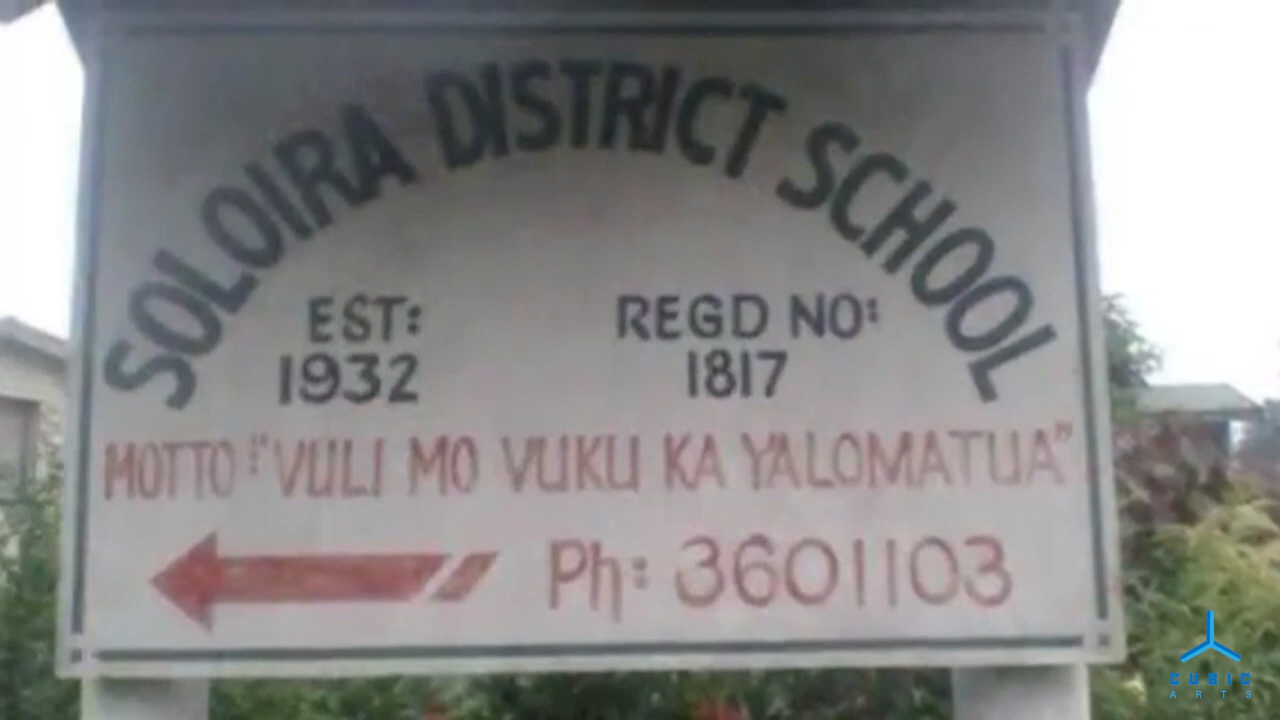 SOLOIRA DISTRICT SCHOOL
EST:
1932
REGD NO:
1817
MOTTO:"VULI MO VUKU KA YALOMATUA"
Ph: 3601103
CUBIC
ARTS